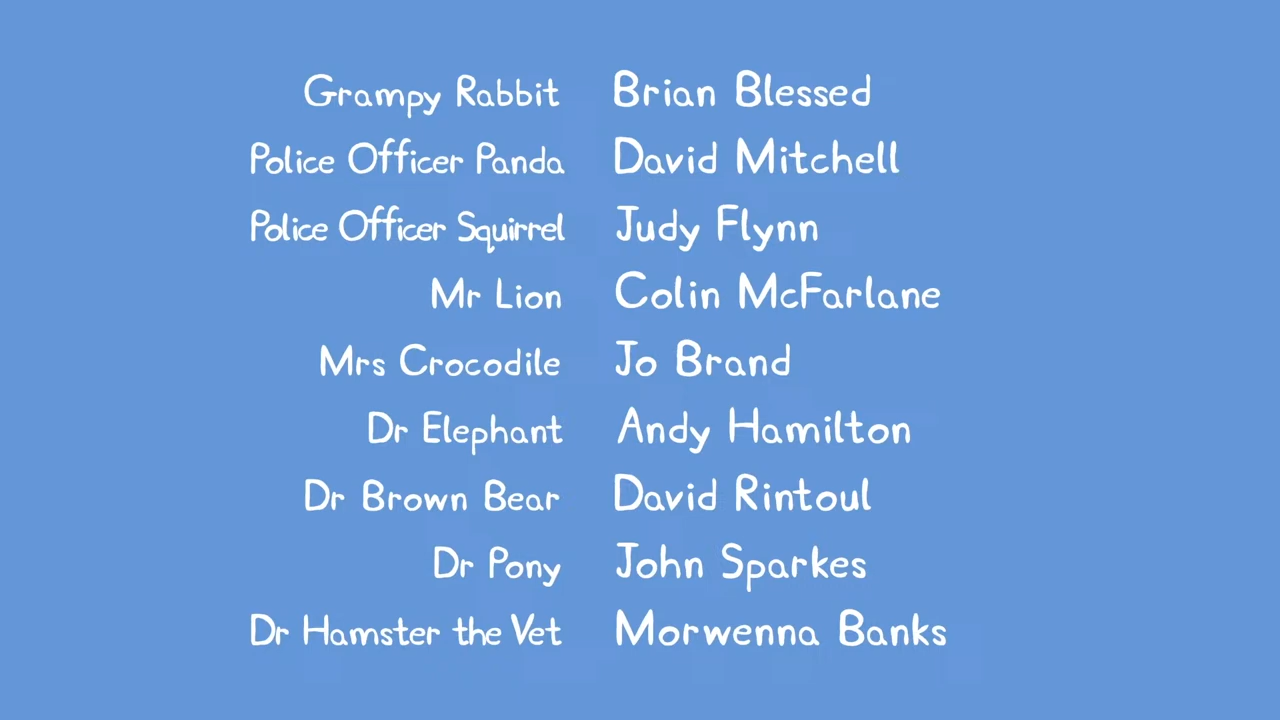 Grampy Rabbit Brian Blessed
Police Officer Panda David Mitchell
Police Officer Squirrel Judy Flynn
Mr Lion Colin McFarlane
Mrs Crocodile Jo Brand
Dr Elephant Andy Hamilton
Dr Brown Bear David Rintoul
Dr Pony John Sparkes
Dr Hamster the Vet Morwenna Banks